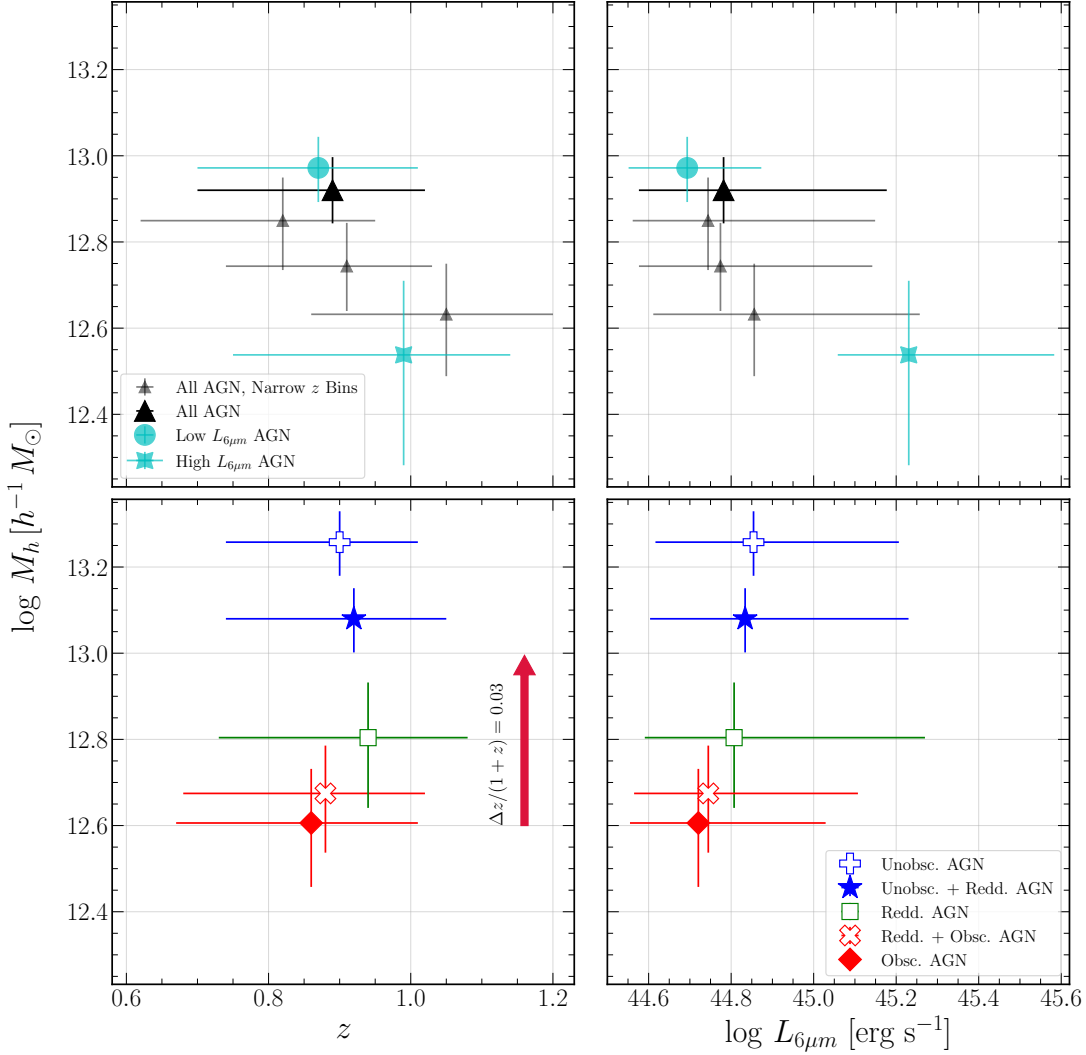 13.2
13.0
12.8
12.6
12.4
All AGN, Narrow z Bins
All AGN
Low L_{6μm} AGN
High L_{6μm} AGN
log M_h [h^{-1} M_⊙]
13.2
13.0
12.8
12.6
12.4
Δz/(1 + z) = 0.03
Unobsc. AGN
Unobsc. + Redd. AGN
Redd. AGN
Redd. + Obsc. AGN
Obsc. AGN
0.6 0.8 1.0 1.2
44.6 44.8 45.0 45.2 45.4 45.6
z
log L_{6μm} [erg s^{-1}]